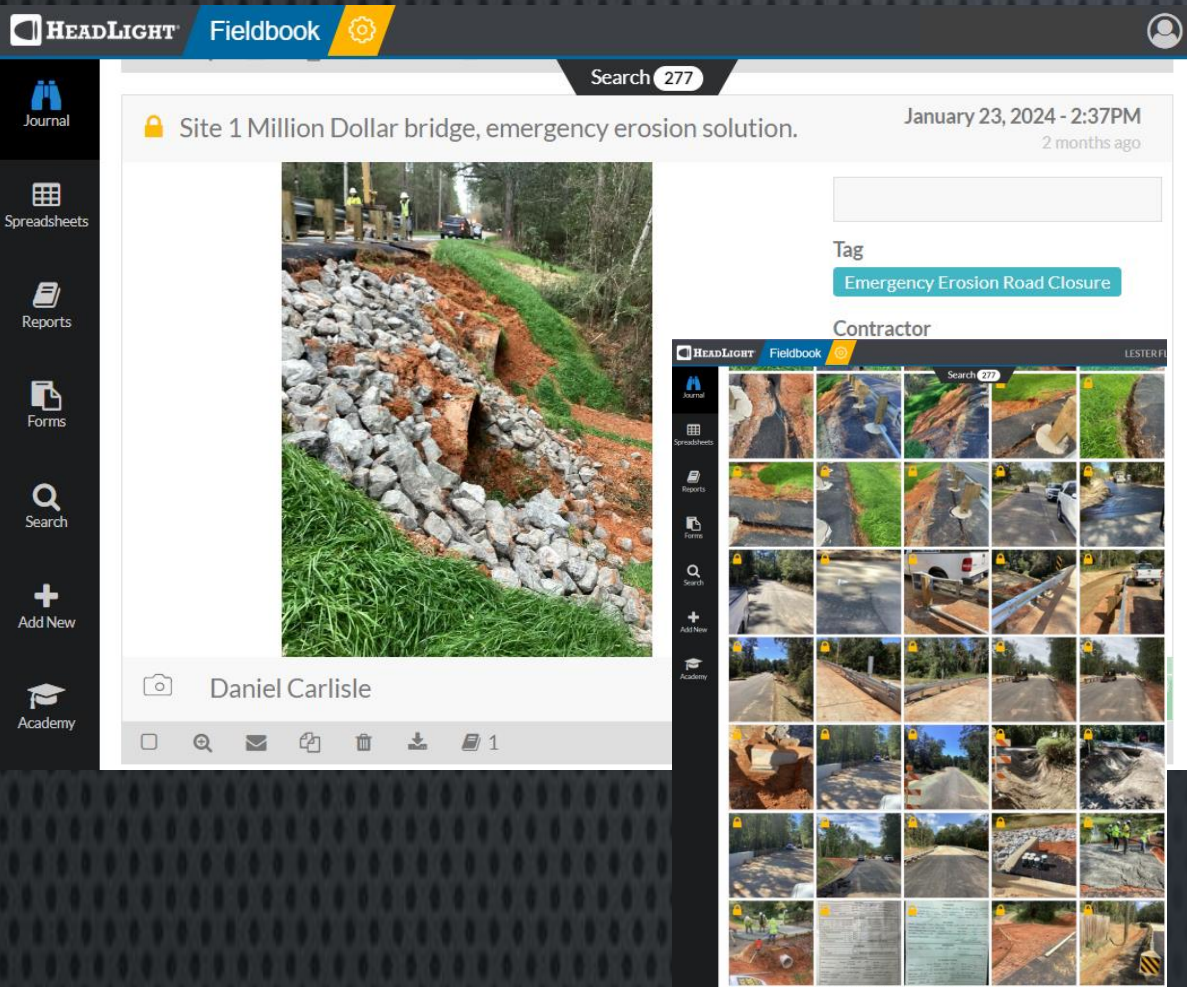 HEADLIGHT Fieldbook
Search 277
Journal
Site 1 Million Dollar bridge, emergency erosion solution.
January 23, 2024 - 2:37PM
2 months ago
Spreadsheets
Tag
Emergency Erosion Road Closure
Reports
Contractor
Forms
Search
Add New
Academy
Daniel Carlisle
1
HEADLIGHT Fieldbook
LESTER FL
Search 277
Journal
Spreadsheets
Reports
Forms
Search
Add New
Academy